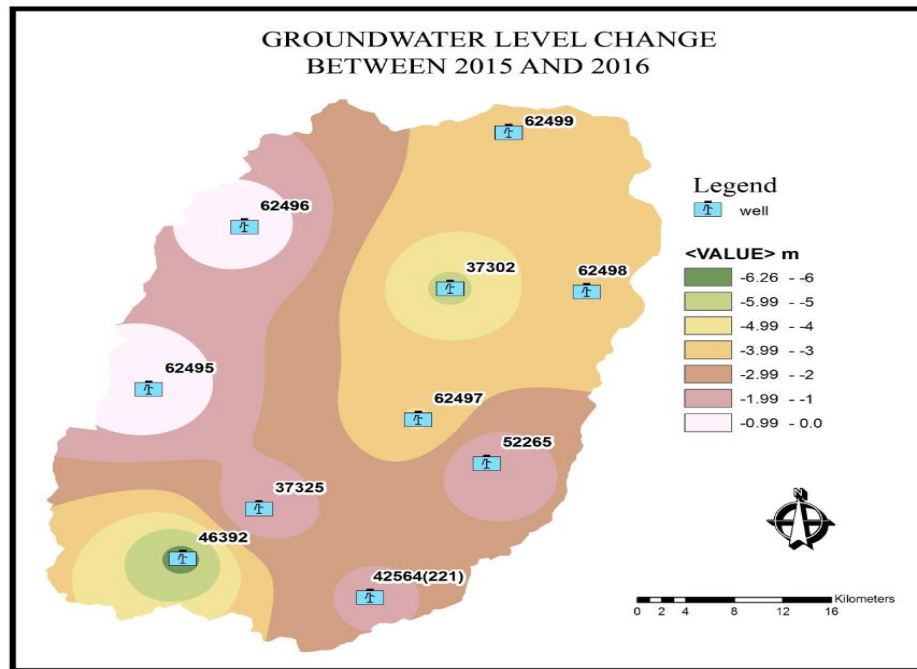 GROUNDWATER LEVEL CHANGE
BETWEEN 2015 AND 2016
62499
62496
37302
62498
62495
62497
52265
37325
46392
42564(221)
Legend
well
<VALUE> m
-6.26 - -6
-5.99 - -5
-4.99 - -4
-3.99 - -3
-2.99 - -2
-1.99 - -1
-0.99 - 0.0
N
Kilometers
0 2 4 8 12 16